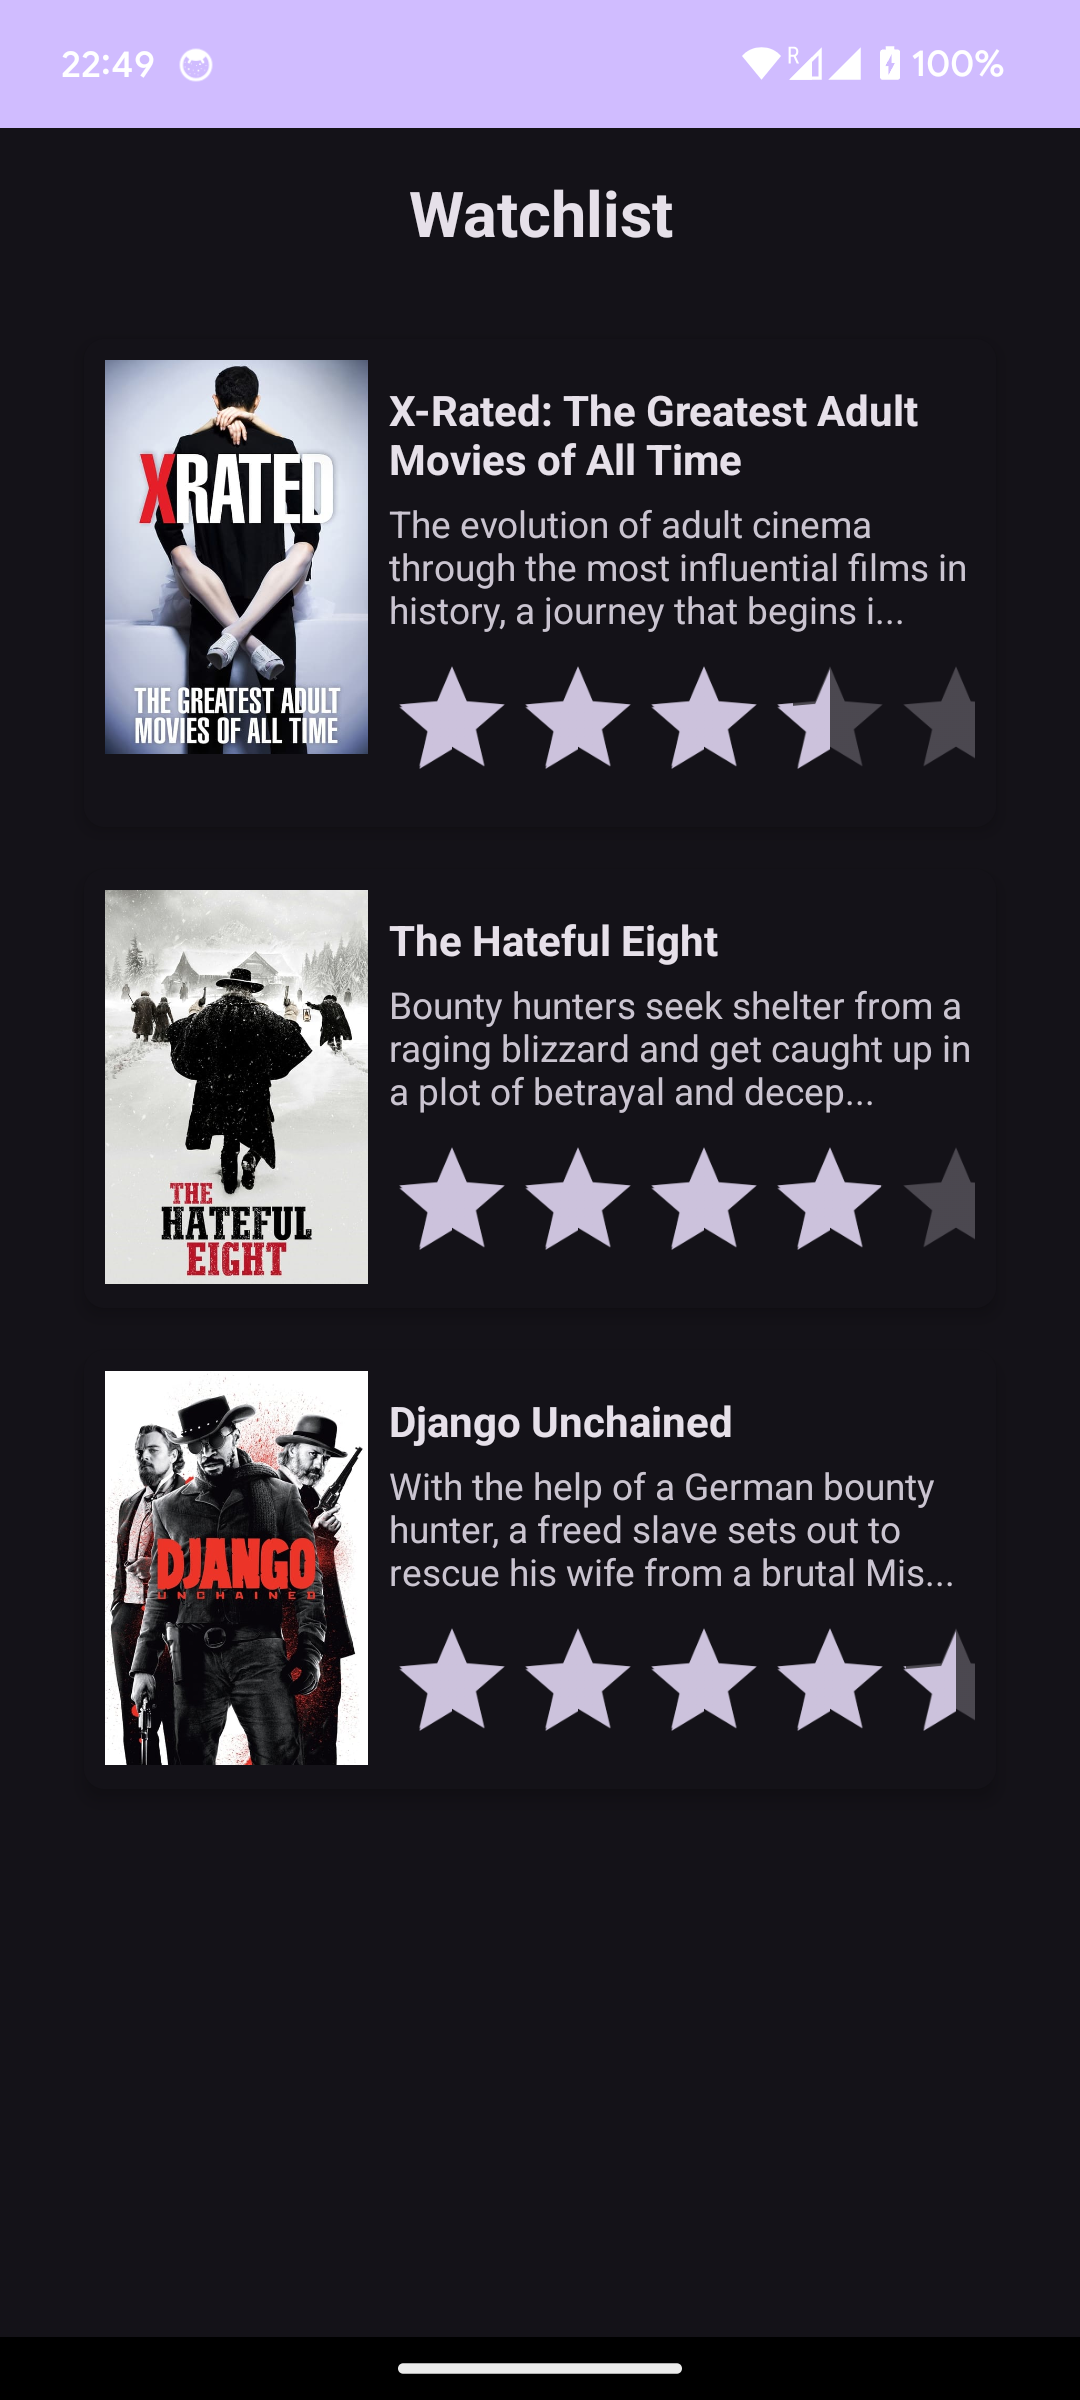 22:49
R
100%
Watchlist
XRATED
THE GREATEST ADULT
MOVIES OF ALL TIME
X-Rated: The Greatest Adult
Movies of All Time
The evolution of adult cinema
through the most influential films in
history, a journey that begins i...
THE
HATEFUL
EIGHT
The Hateful Eight
Bounty hunters seek shelter from a
raging blizzard and get caught up in
a plot of betrayal and decep...
DJANGO
UNCHAINED
Django Unchained
With the help of a German bounty
hunter, a freed slave sets out to
rescue his wife from a brutal Mis...